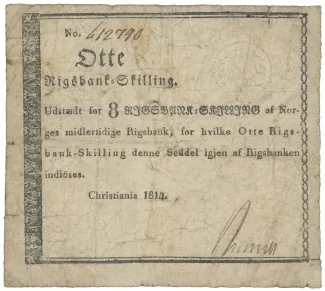 No. 612790
Otte
Rigsbank-Skilling.
Udstædt for 8 RIGSBANK-SKILLING af Nor-
ges midlertidige Rigsbank, for hvilke Otte Rigs-
bank-Skilling denne Seddel igjen af Rigsbanken
indlöses.
Christiania 1814.